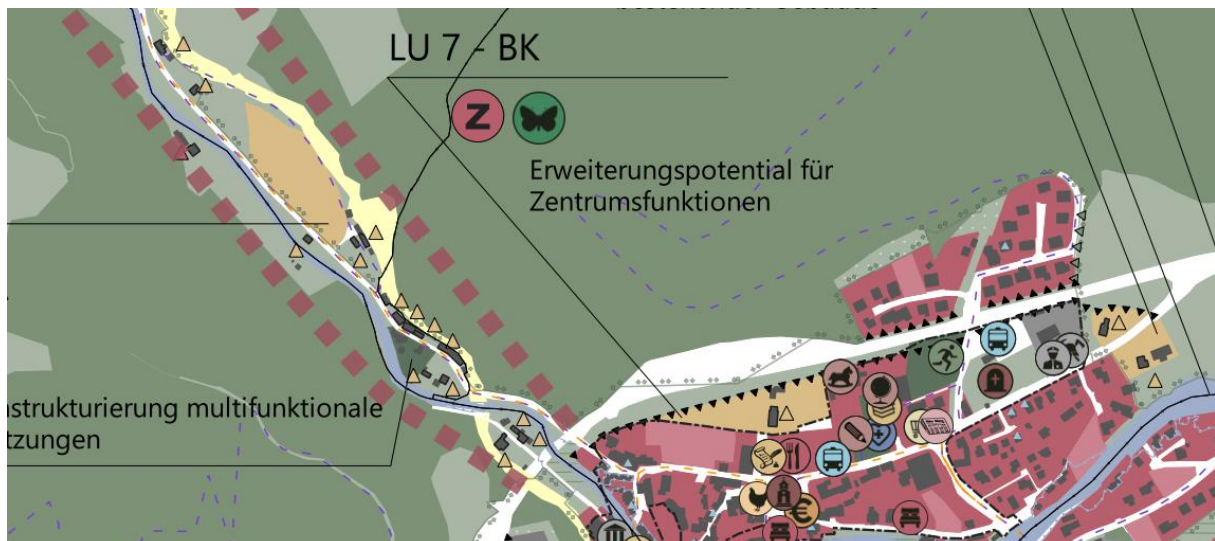 LU 7 - BK
Z
Erweiterungspotential für
Zentrumsfunktionen
nstrukturierung multifunktionale
tzungen
€